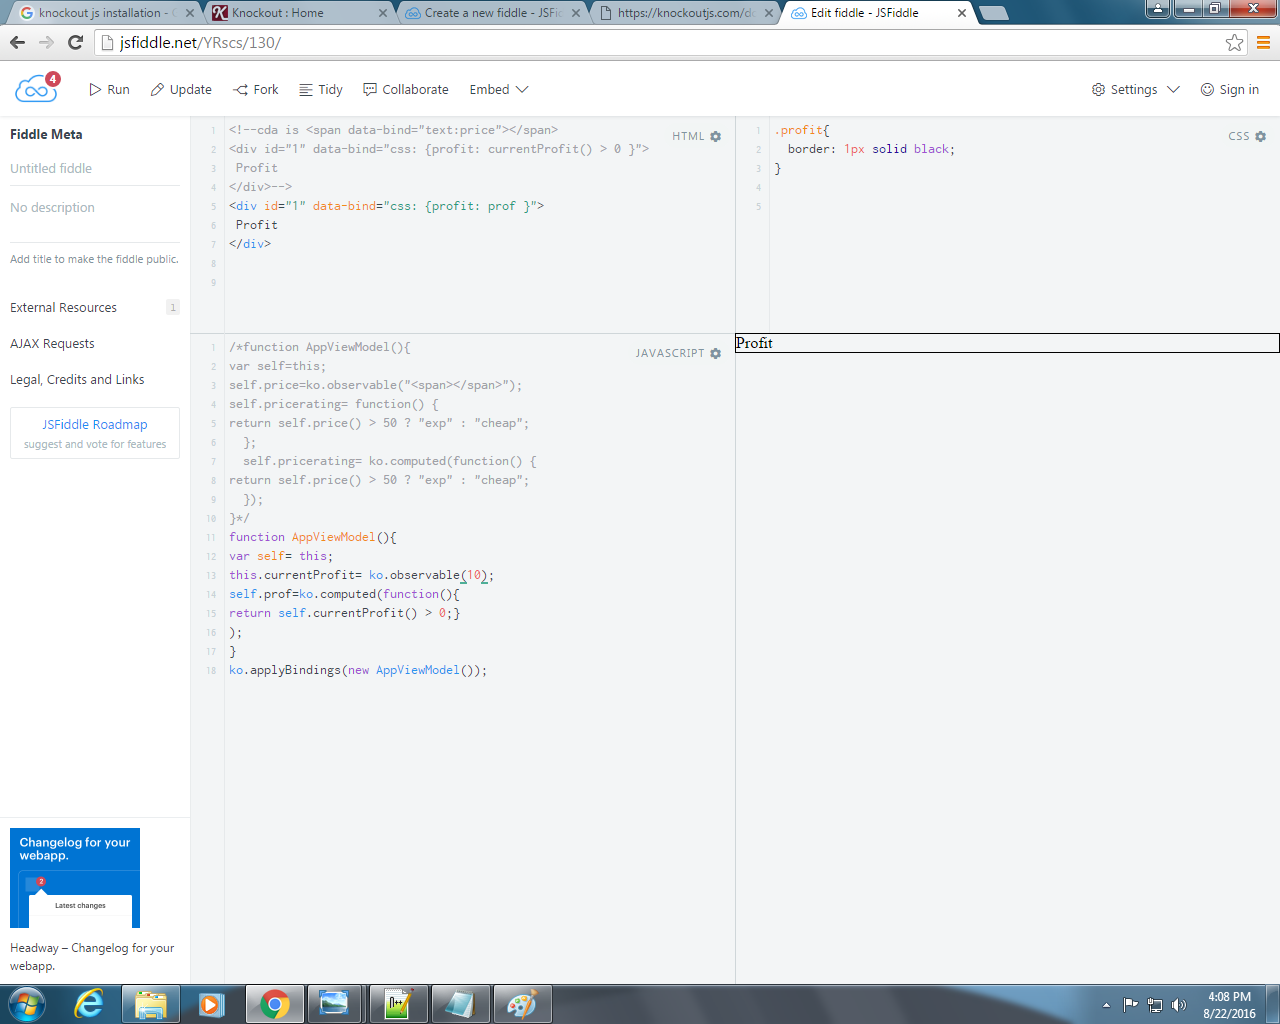 knockout js installation - G
Knockout : Home
Create a new fiddle - JSFi
https://knockoutjs.com/do
Edit fiddle - JSFiddle
jsfiddle.net/YRscs/130/
4
Run
Update
Fork
Tidy
Collaborate
Embed
Settings
Sign in
Fiddle Meta
Untitled fiddle
No description
Add title to make the fiddle public.
External Resources 1
AJAX Requests
Legal, Credits and Links
JSFiddle Roadmap
suggest and vote for features
Changelog for your
webapp.
2
Latest changes
Headway – Changelog for your
webapp.
HTML
1 <!--cda is <span data-bind="text:price"></span>
2 <div id="1" data-bind="css: {profit: currentProfit() > 0 }">
3 Profit
4 </div>-->
5 <div id="1" data-bind="css: {profit: prof }">
6 Profit
7 </div>
8
9
CSS
1 .profit{
2 border: 1px solid black;
3 }
4
5
JAVASCRIPT
1 /*function AppViewModel(){
2 var self=this;
3 self.price=ko.observable("<span></span>");
4 self.pricerating= function() {
5 return self.price() > 50 ? "exp" : "cheap";
6 };
7 self.pricerating= ko.computed(function() {
8 return self.price() > 50 ? "exp" : "cheap";
9 });
10 }*/
11 function AppViewModel(){
12 var self= this;
13 this.currentProfit= ko.observable(10);
14 self.prof=ko.computed(function(){
15 return self.currentProfit() > 0;}
16 );
17 }
18 ko.applyBindings(new AppViewModel());
Profit
4:08 PM
8/22/2016